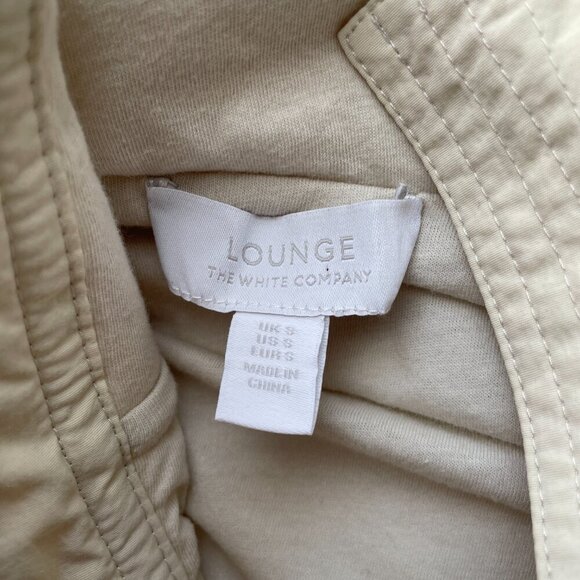 LOUNGE
THE WHITE COMPANY
UK S
US S
EUR S
MADE IN
CHINA